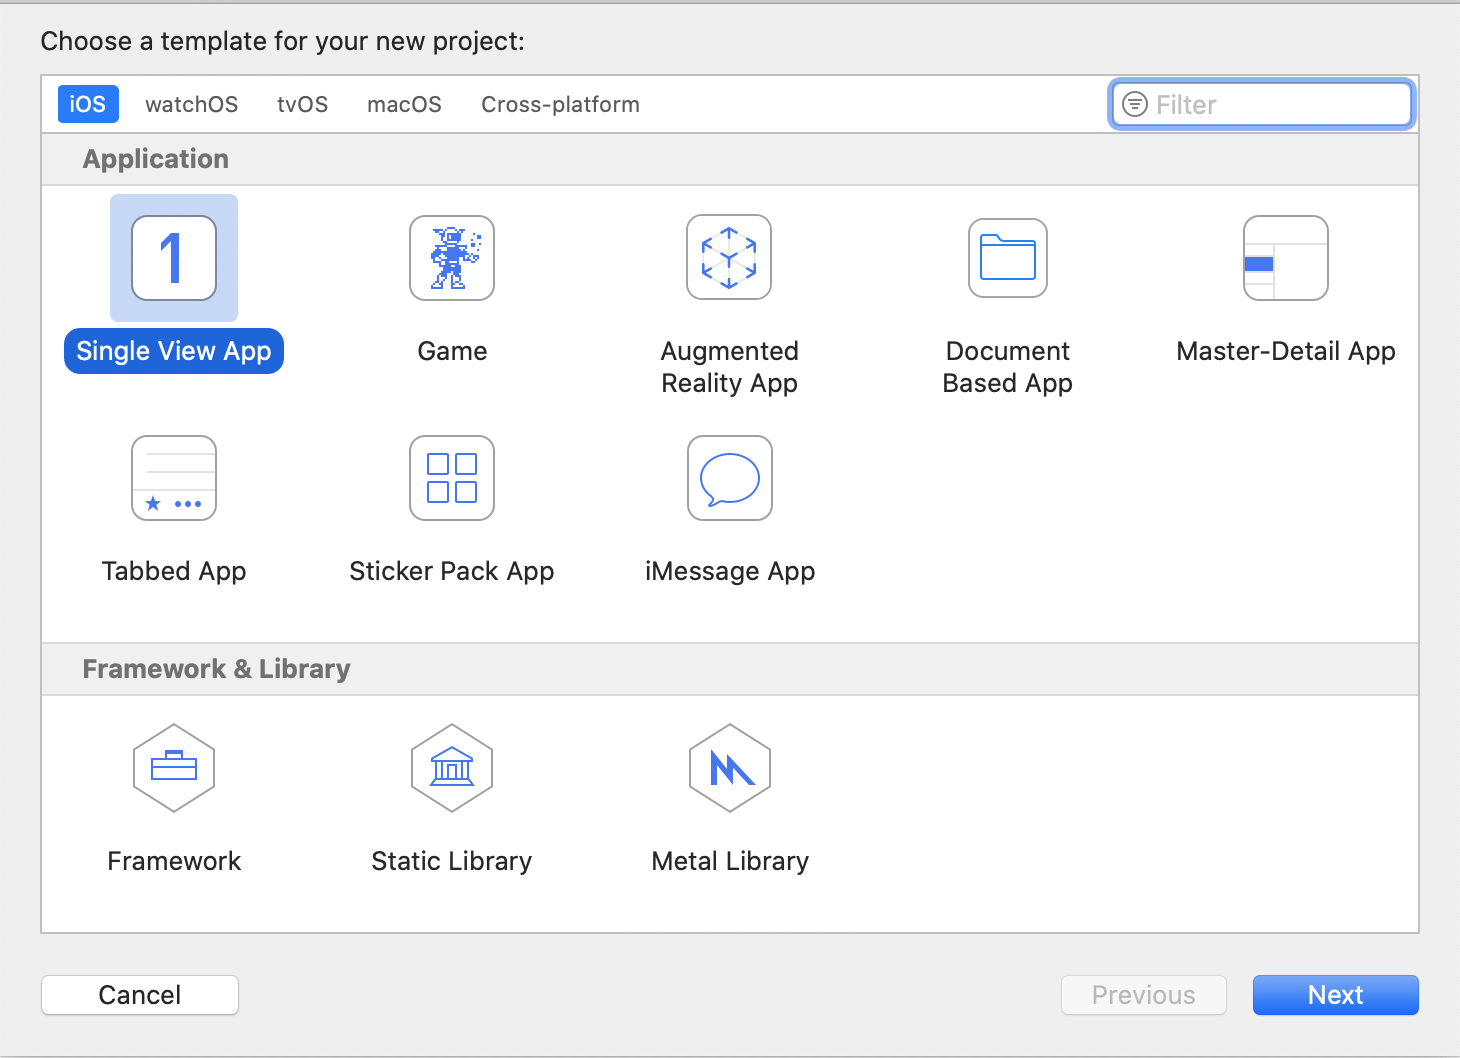 Choose a template for your new project:
iOS watchOS tvOS macOS Cross-platform Filter
Application
1
Single View App Game Augmented Document Master-Detail App
Reality App Based App
Tabbed App Sticker Pack App iMessage App
Framework & Library
Framework Static Library Metal Library
Cancel Previous Next